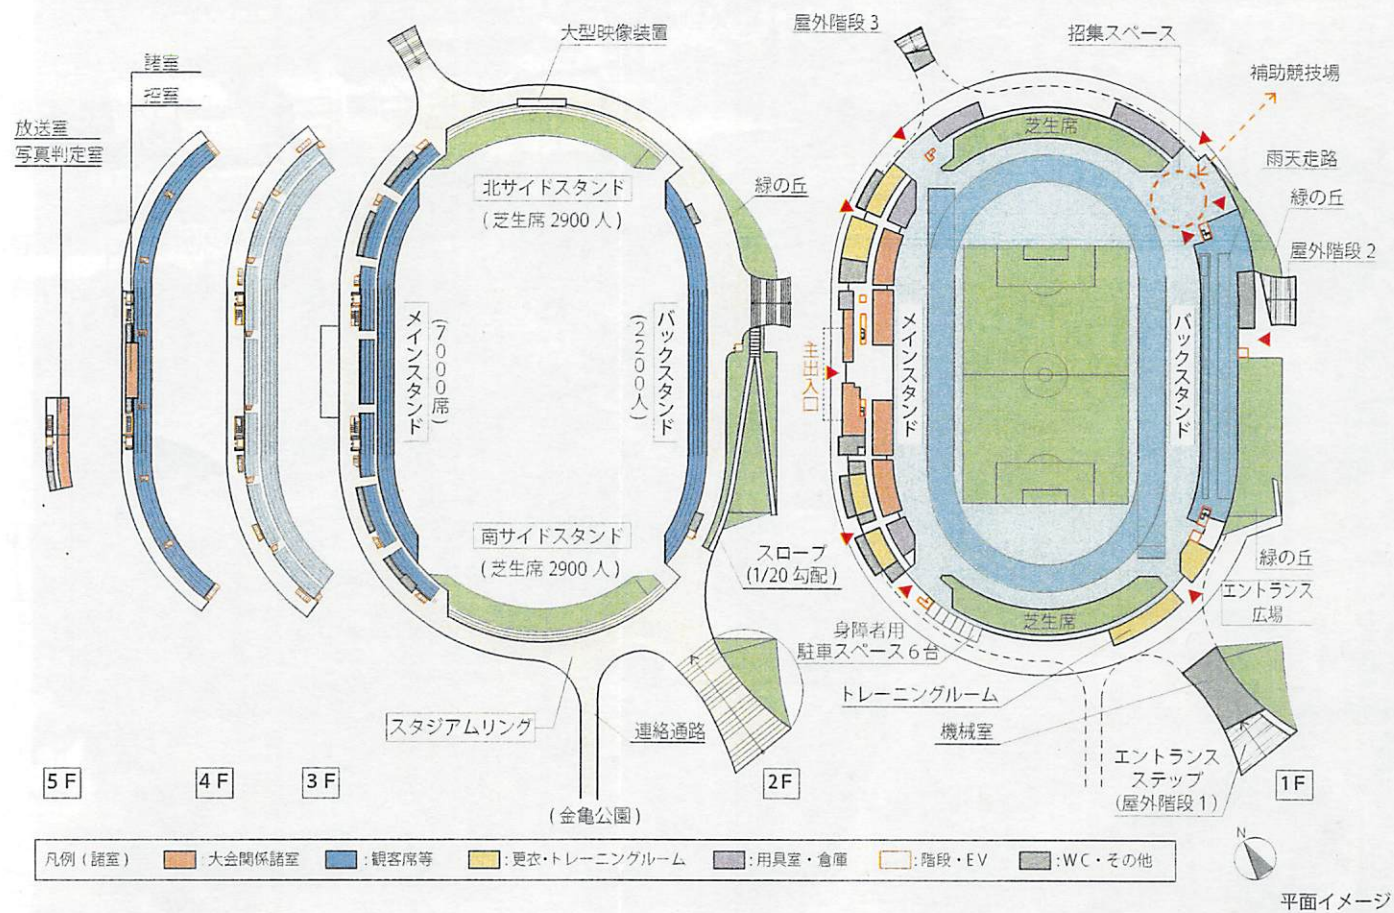 大型映像装置
屋外階段 3
招集スペース
補助競技場
諸室
控室
放送室
写真判定室
芝生席
雨天走路
北サイドスタンド
(芝生席 2900 人)
緑の丘
緑の丘
屋外階段 2
メインスタンド
(7000席)
バックスタンド
(2200人)
主出入口
メインスタンド
バックスタンド
南サイドスタンド
(芝生席 2900 人)
スロープ
(1/20 勾配)
緑の丘
エントランス
広場
芝生席
身障者用
駐車スペース 6 台
トレーニングルーム
スタジアムリング
連絡通路
機械室
エントランス
ステップ
(屋外階段 1)
5 F
4 F
3 F
2F
1F
(金亀公園)
凡例 ( 諸室 )
: 大会関係諸室
: 観客席等
: 更衣・トレーニングルーム
: 用具室・倉庫
: 階段・EV
: WC・その他
N
平面イメージ